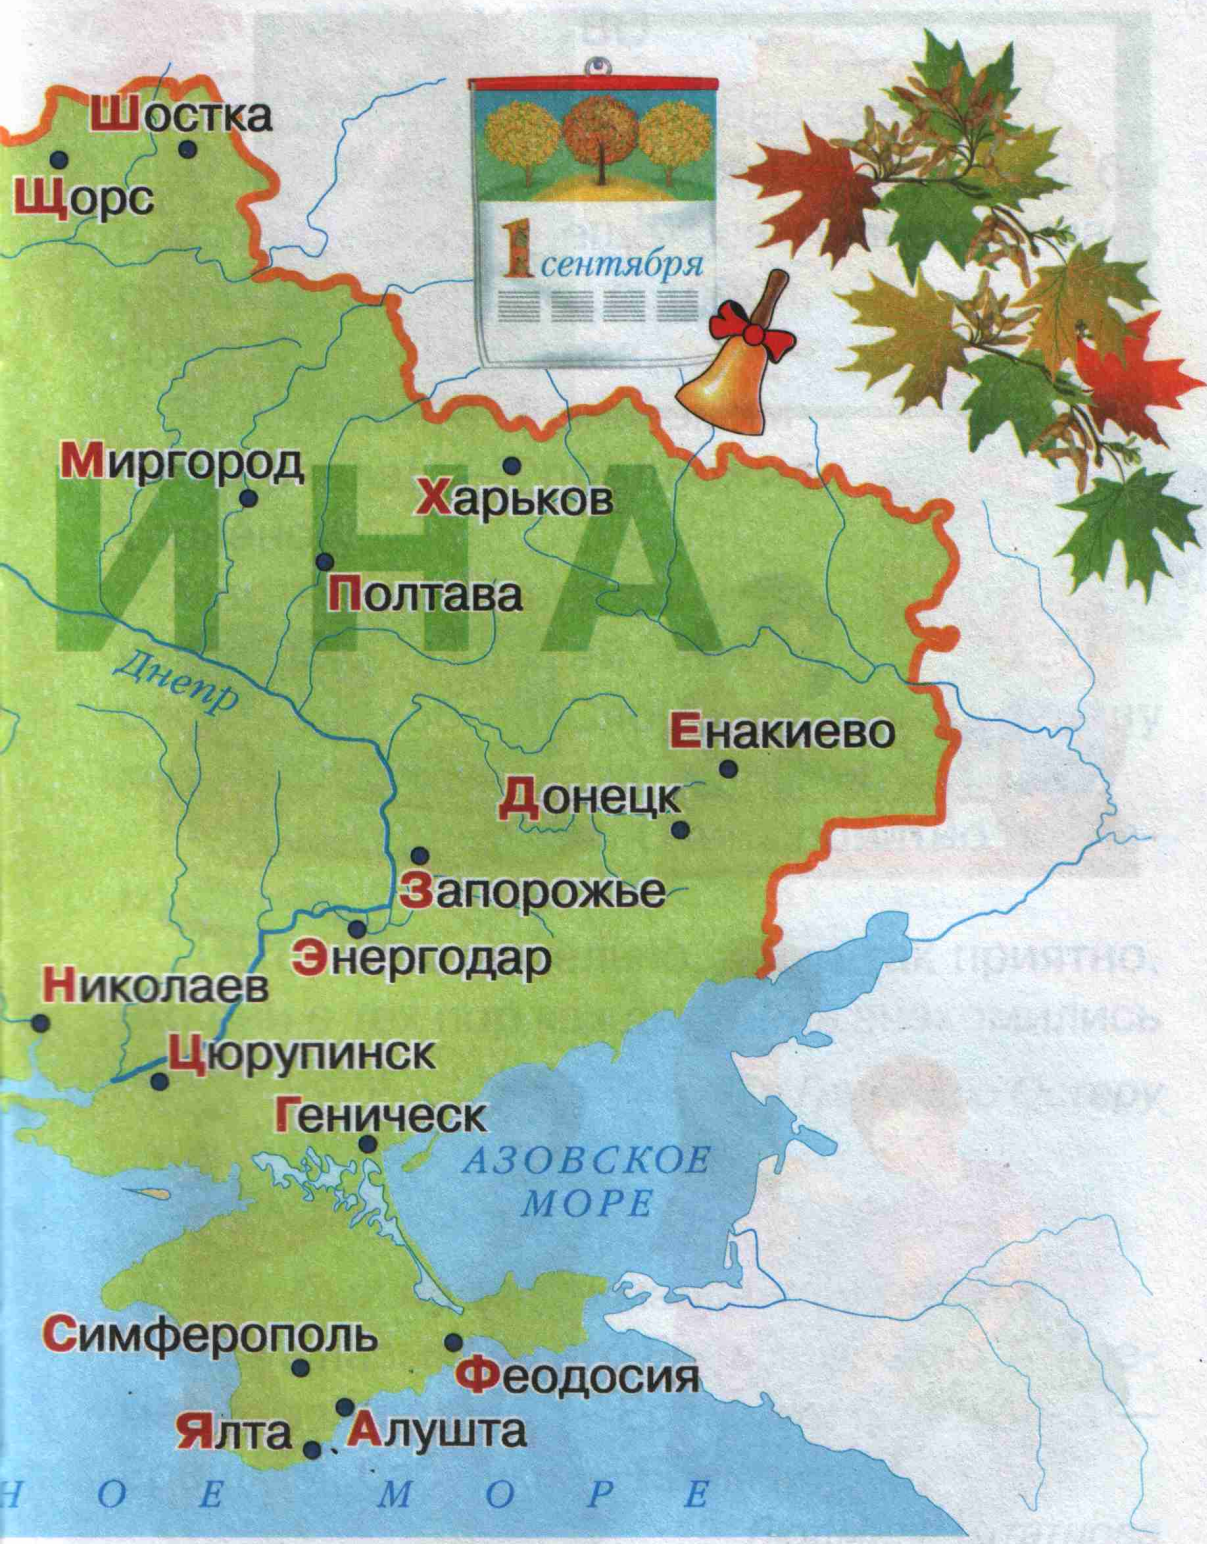 Шостка
Щорс
1 сентября
Миргород
Харьков
ИНА
Полтава
Днепр
Енакиево
Донецк
Запорожье
Энергодар
Николаев
Цюрупинск
Геническ
АЗОВСКОЕ
МОРЕ
Симферополь
Феодосия
Ялта
Алушта
НОЕ МОРЕ